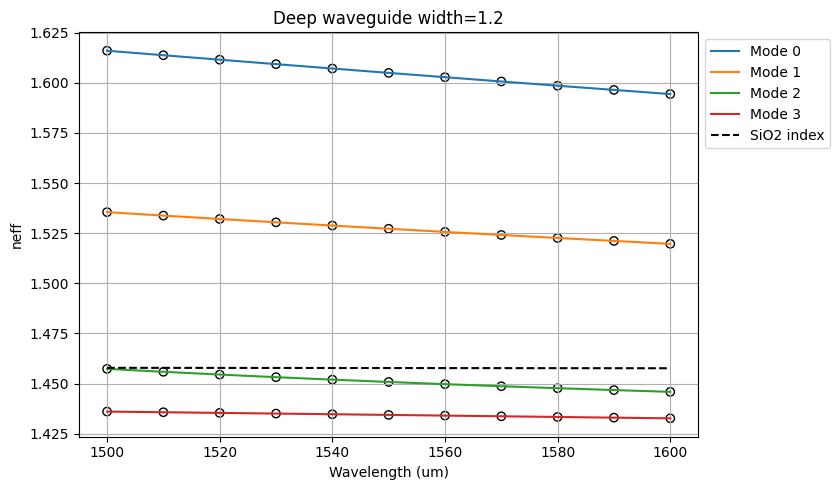 Deep waveguide width=1.2
neff
1.625
1.600
1.575
1.550
1.525
1.500
1.475
1.450
1.425
1500
1520
1540
1560
1580
1600
Wavelength (um)
Mode 0
Mode 1
Mode 2
Mode 3
SiO2 index